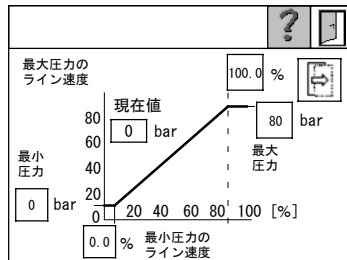 ?
最大圧力の
ライン速度
100.0 %
現在値
0 bar
80 bar
最大
圧力
最小
圧力
0 bar
80
60
40
20
0
20 40 60 80 100 [%]
0.0 %
最小圧力の
ライン速度